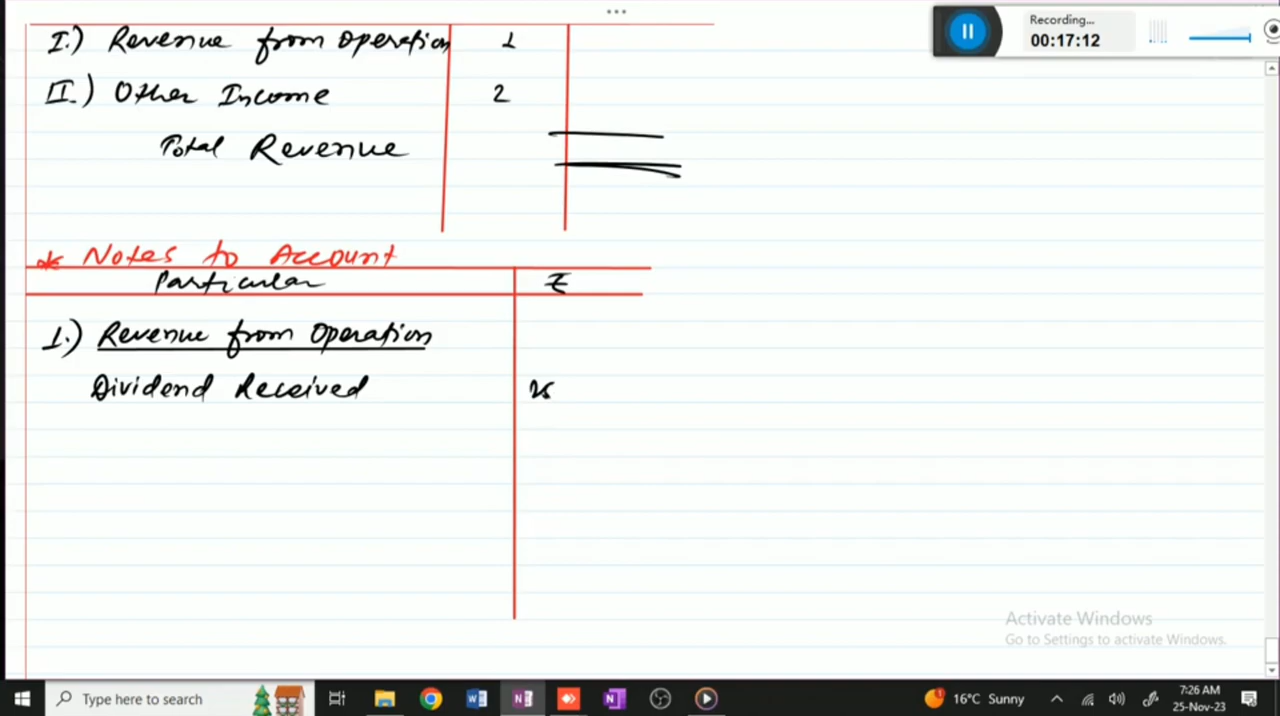 ...
Recording...
00:17:12
I.) Revenue from Operation 1
II.) Other Income 2
Total Revenue
* Notes to Account
Particular ₹
1.) Revenue from Operation
Dividend Received
Activate Windows
Go to Settings to activate Windows.
Type here to search
16°C Sunny
7:26 AM
25-Nov-23